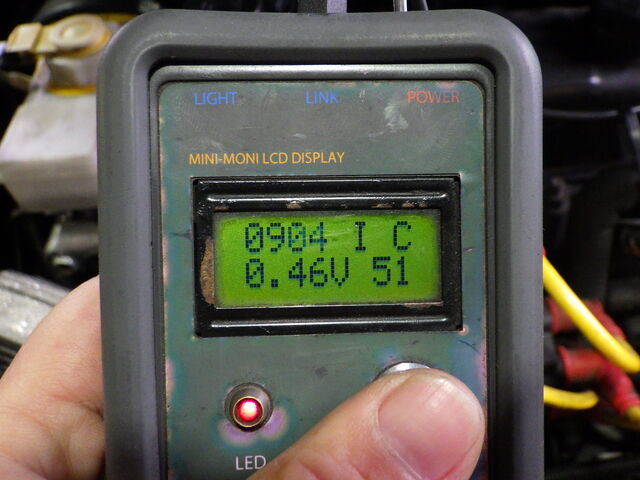 LIGHT LINK POWER
MINI-MONI LCD DISPLAY
0904 I C
0.46V 51
LED